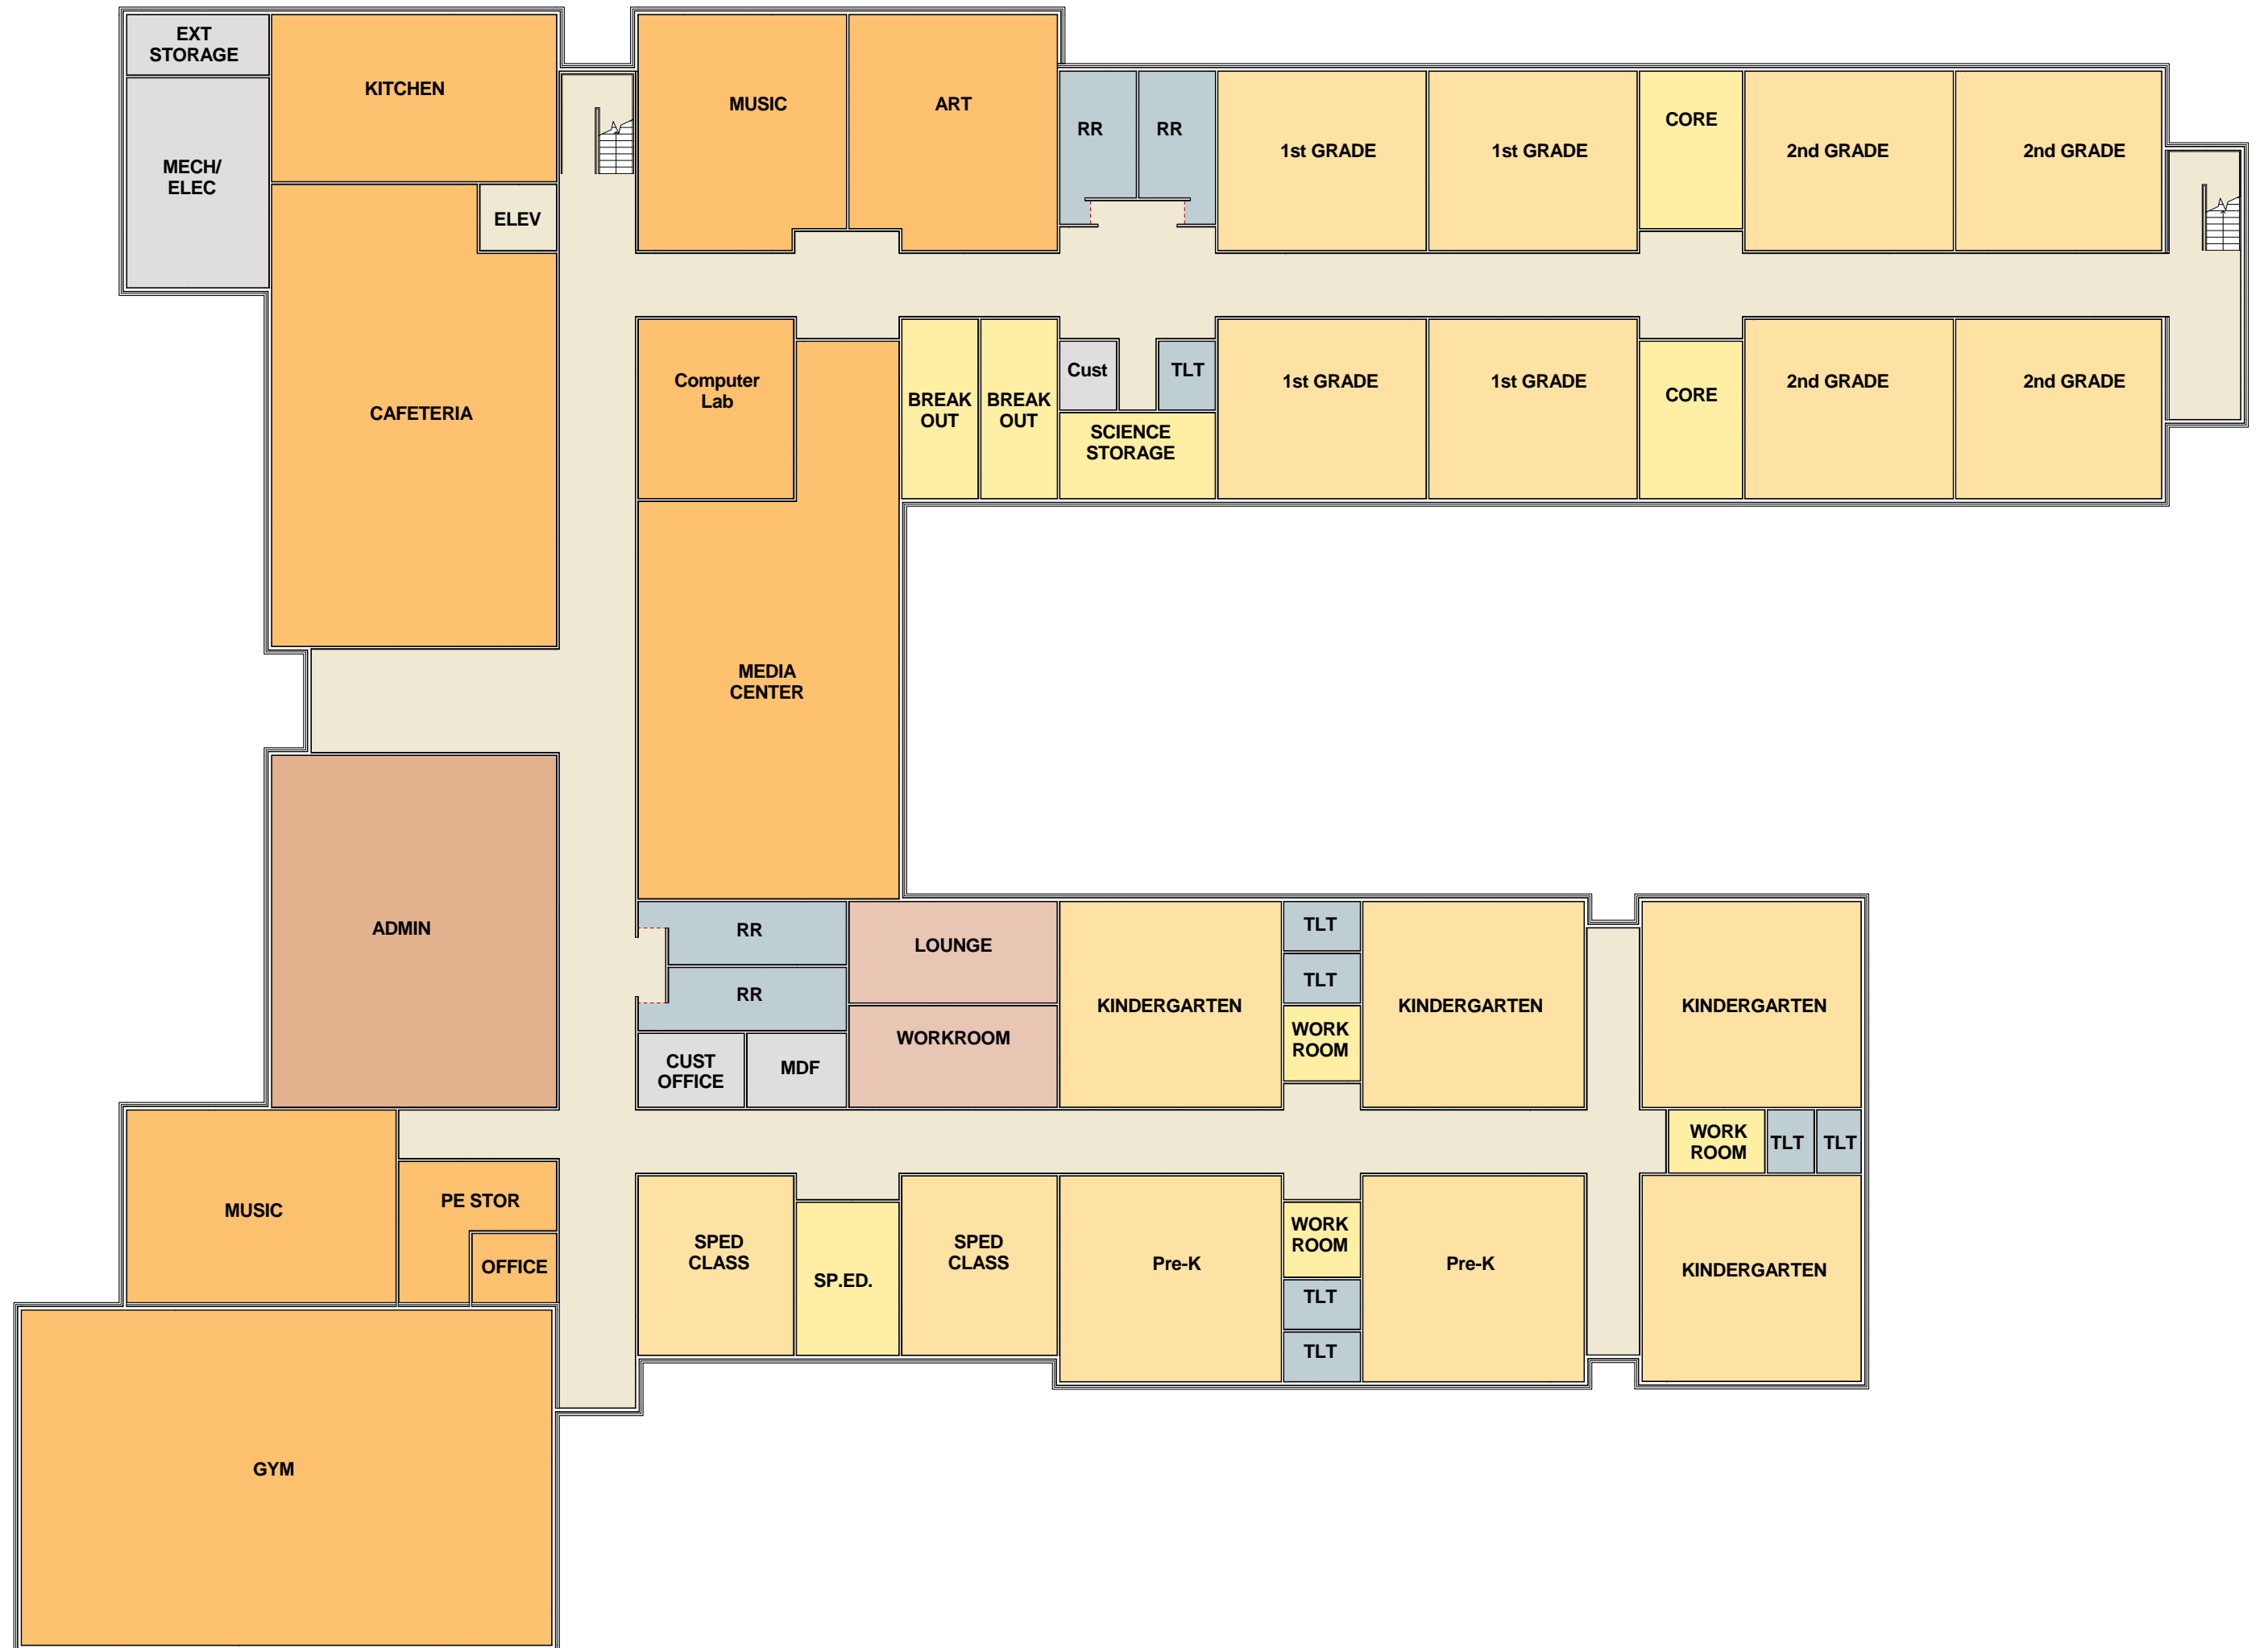 EXT
STORAGE
KITCHEN
MUSIC
ART
MECH/
ELEC
ELEV
RR
RR
1st GRADE
1st GRADE
CORE
2nd GRADE
2nd GRADE
CAFETERIA
Computer
Lab
BREAK
OUT
BREAK
OUT
Cust
TLT
SCIENCE
STORAGE
1st GRADE
1st GRADE
CORE
2nd GRADE
2nd GRADE
MEDIA
CENTER
ADMIN
RR
RR
LOUNGE
WORKROOM
CUST
OFFICE
MDF
KINDERGARTEN
TLT
TLT
WORK
ROOM
KINDERGARTEN
KINDERGARTEN
WORK
ROOM
TLT
TLT
MUSIC
PE STOR
OFFICE
SPED
CLASS
SP.ED.
SPED
CLASS
Pre-K
WORK
ROOM
TLT
TLT
Pre-K
KINDERGARTEN
GYM